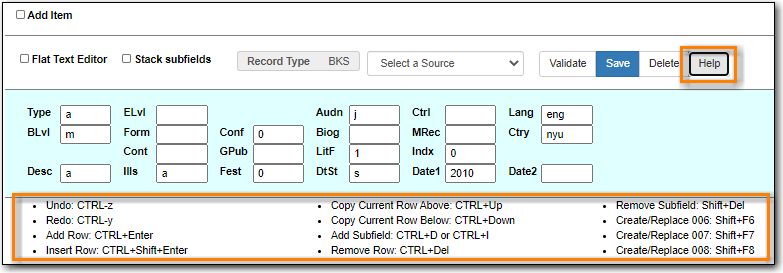 Add Item
Flat Text Editor Stack subfields Record Type BKS Select a Source Validate Save Delete Help
Type a ELvl Audn j Ctrl Lang eng
BLvl m Form Conf 0 Biog MRec Ctry nyu
Cont GPub LitF 1 Indx 0
Desc a Ills a Fest 0 DtSt s Date1 2010 Date2
• Undo: CTRL-z
• Redo: CTRL-y
• Add Row: CTRL+Enter
• Insert Row: CTRL+Shift+Enter
• Copy Current Row Above: CTRL+Up
• Copy Current Row Below: CTRL+Down
• Add Subfield: CTRL+D or CTRL+I
• Remove Row: CTRL+Del
• Remove Subfield: Shift+Del
• Create/Replace 006: Shift+F6
• Create/Replace 007: Shift+F7
• Create/Replace 008: Shift+F8